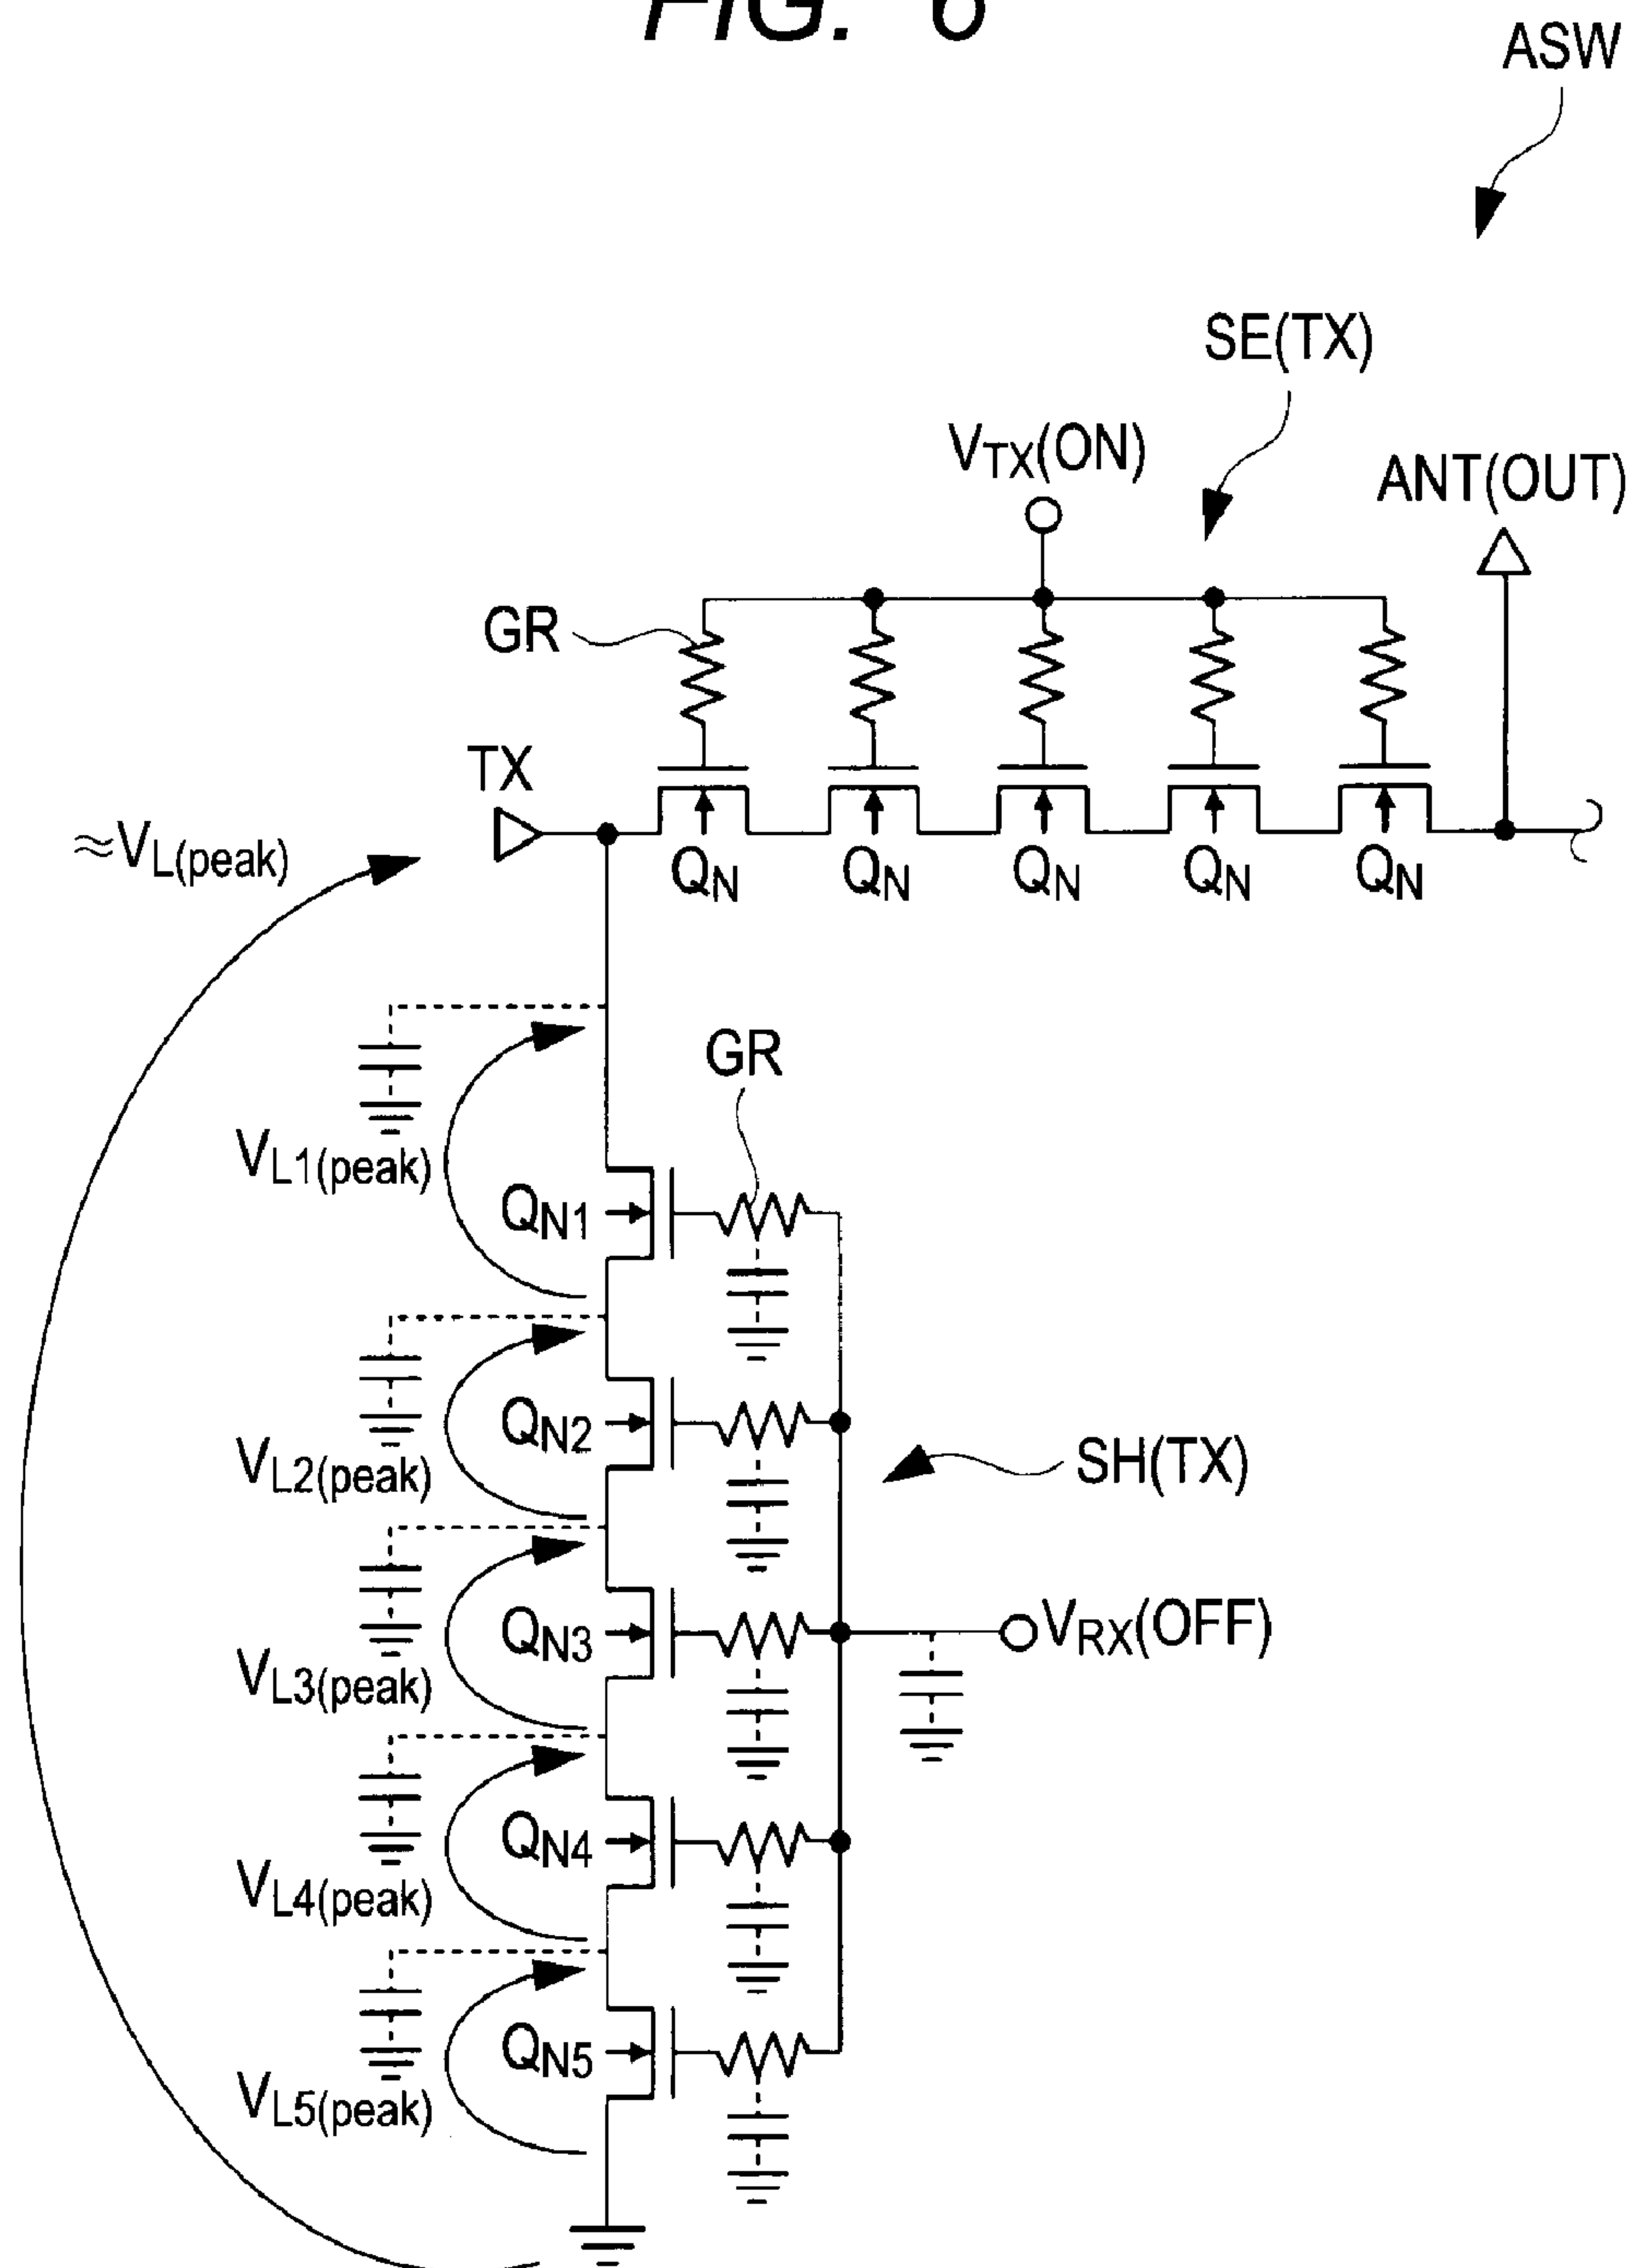 FIG. 6
ASW
SE(TX)
VTX(ON)
ANT(OUT)
GR
TX
≈VL(peak)
QN QN QN QN QN
GR
VL1(peak)
QN1
QN2
VL2(peak)
SH(TX)
QN3
VRX(OFF)
VL3(peak)
QN4
VL4(peak)
QN5
VL5(peak)